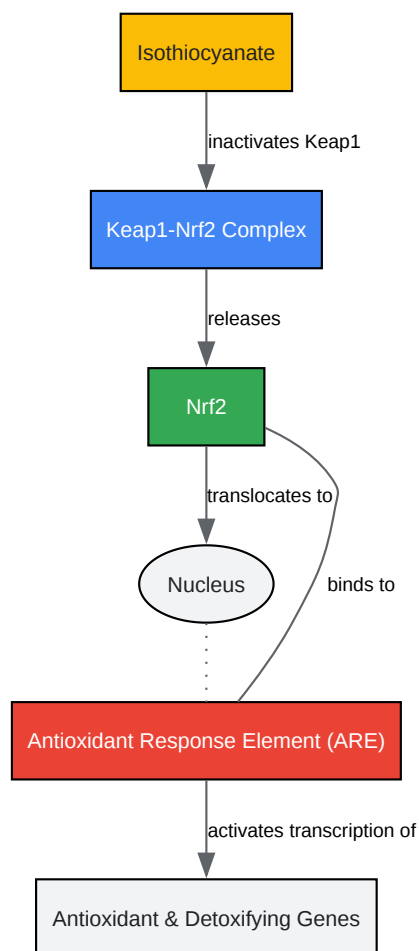 Isothiocyanate
inactivates Keap1
Keap1-Nrf2 Complex
releases
Nrf2
translocates to
Nucleus
binds to
Antioxidant Response Element (ARE)
activates transcription of
Antioxidant & Detoxifying Genes